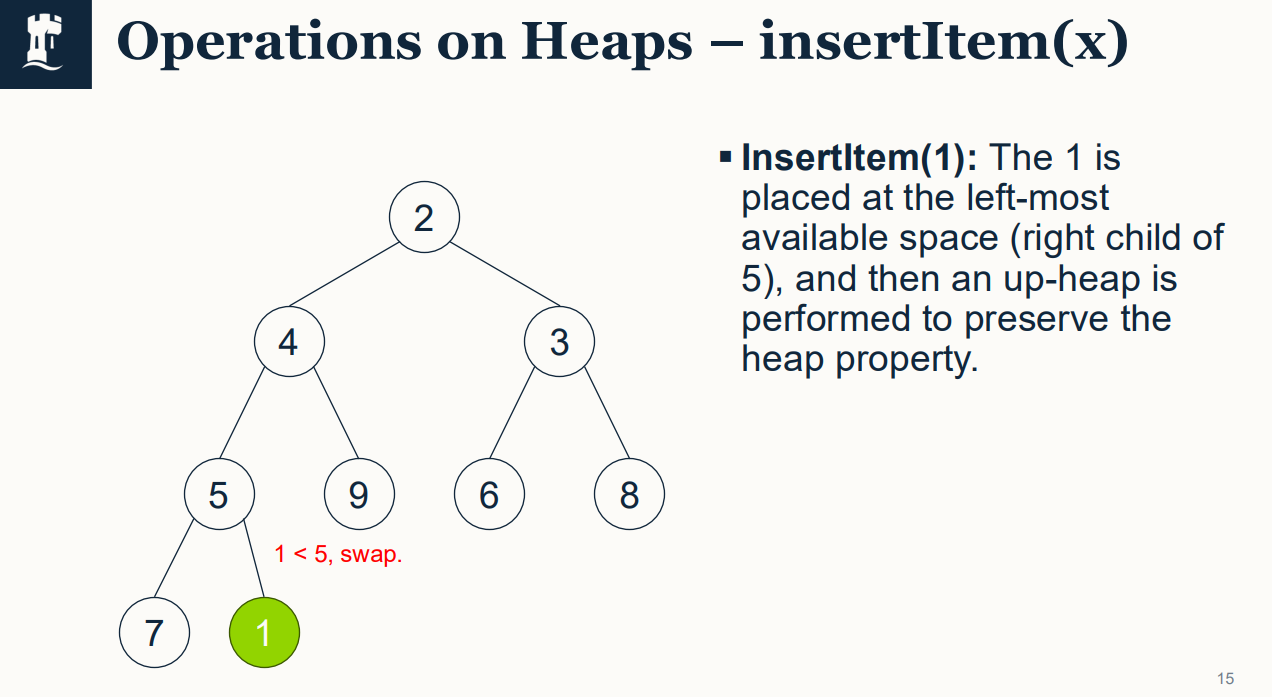 Operations on Heaps – insertItem(x)
▪ InsertItem(1): The 1 is
placed at the left-most
available space (right child of
5), and then an up-heap is
performed to preserve the
heap property.
2
4
3
5
9
6
8
1 < 5, swap.
7
1
15